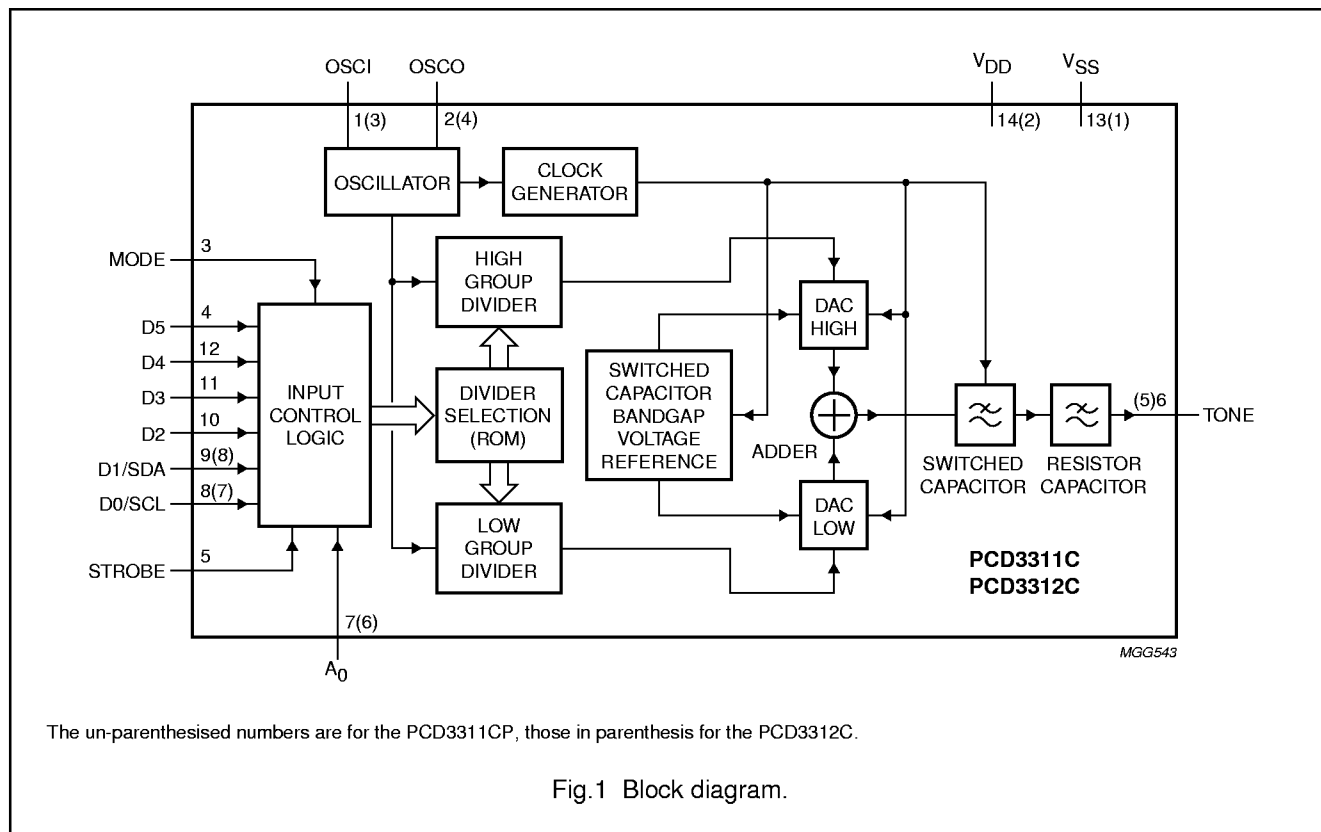 OSCI
OSCO
VDD
VSS
1(3)
2(4)
14(2)
13(1)
OSCILLATOR
CLOCK
GENERATOR
MODE
3
D5
4
D4
12
D3
11
D2
10
D1/SDA
9(8)
D0/SCL
8(7)
STROBE
5
INPUT
CONTROL
LOGIC
7(6)
A0
HIGH
GROUP
DIVIDER
DIVIDER
SELECTION
(ROM)
LOW
GROUP
DIVIDER
SWITCHED
CAPACITOR
BANDGAP
VOLTAGE
REFERENCE
DAC
HIGH
ADDER
DAC
LOW
SWITCHED
CAPACITOR
RESISTOR
CAPACITOR
(5)6
TONE
PCD3311C
PCD3312C
MGG543
The un-parenthesised numbers are for the PCD3311CP, those in parenthesis for the PCD3312C.
Fig.1 Block diagram.